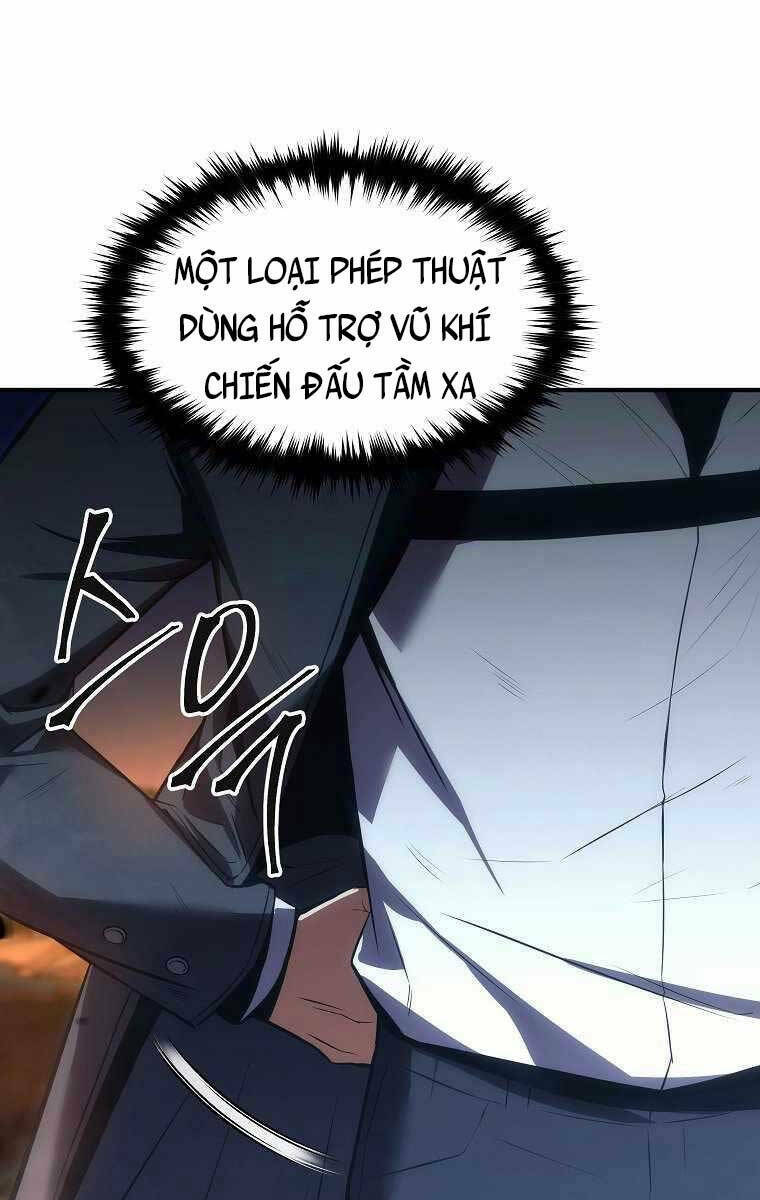 MỘT LOẠI PHÉP THUẬT
DÙNG HỖ TRỢ VŨ KHÍ
CHIẾN ĐẤU TẦM XA
스윽